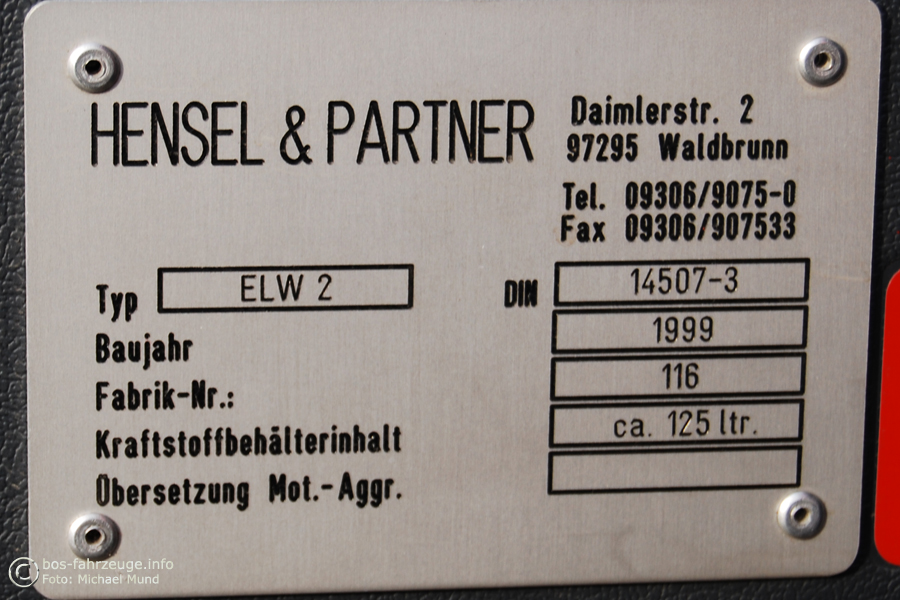 HENSEL & PARTNER
Daimlerstr. 2
97295 Waldbrunn
Tel. 09306/9075-0
Fax 09306/907533
Typ ELW 2 DIN 14507-3
Baujahr 1999
Fabrik-Nr.: 116
Kraftstoffbehälterinhalt ca. 125 ltr.
Übersetzung Mot.-Aggr.
© bos-fahrzeuge.info
Foto: Michael Mund